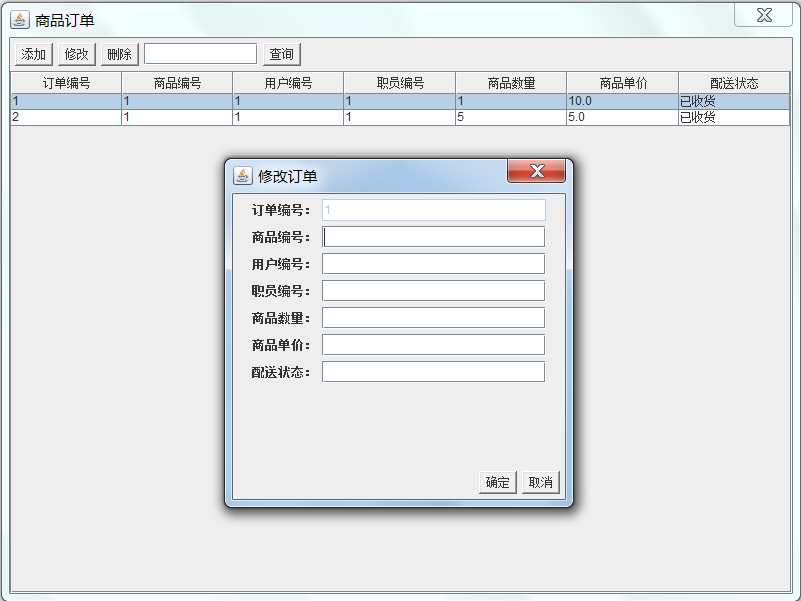 商品订单
添加 修改 删除 查询
订单编号 商品编号 用户编号 职员编号 商品数量 商品单价 配送状态
1 1 1 1 1 10.0 已收货
2 1 1 1 5 5.0 已收货
修改订单
订单编号： 1
商品编号：
用户编号：
职员编号：
商品数量：
商品单价：
配送状态：
确定 取消